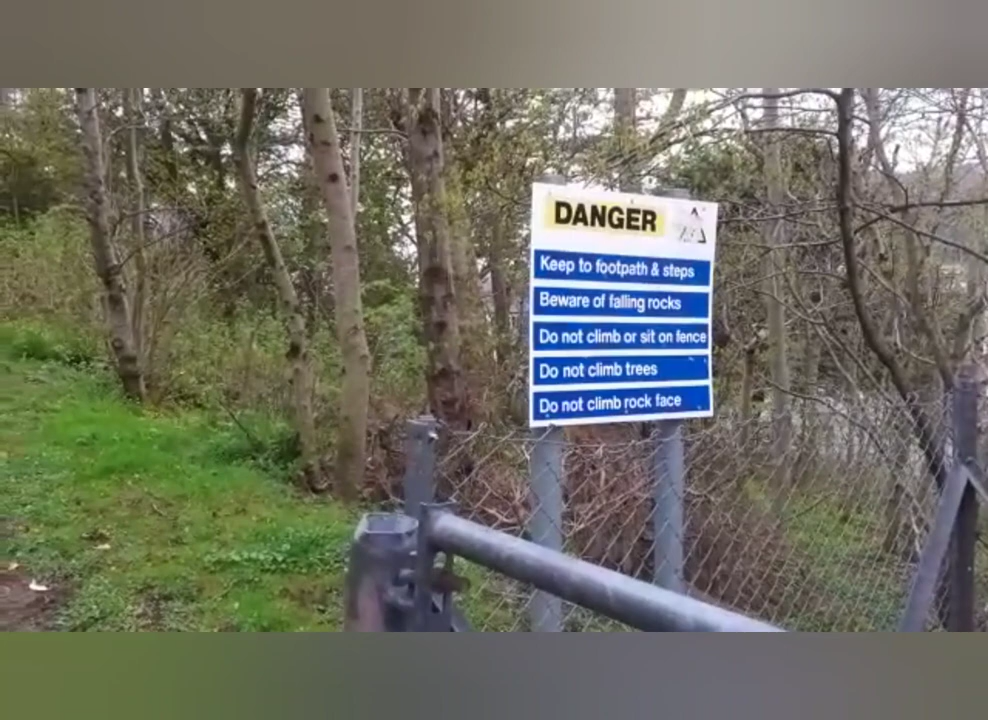 DANGER
Keep to footpath & steps
Beware of falling rocks
Do not climb or sit on fence
Do not climb trees
Do not climb rock face